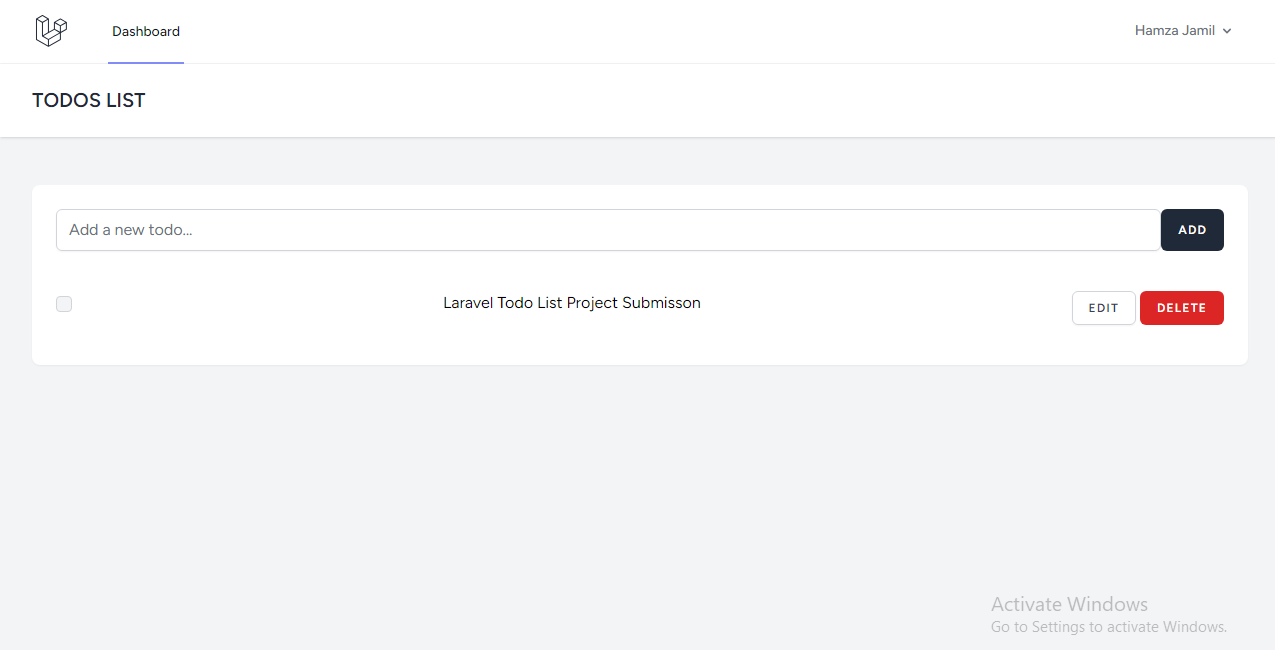 Dashboard
Hamza Jamil
TODOS LIST
Add a new todo...
ADD
Laravel Todo List Project Submisson
EDIT
DELETE
Activate Windows
Go to Settings to activate Windows.